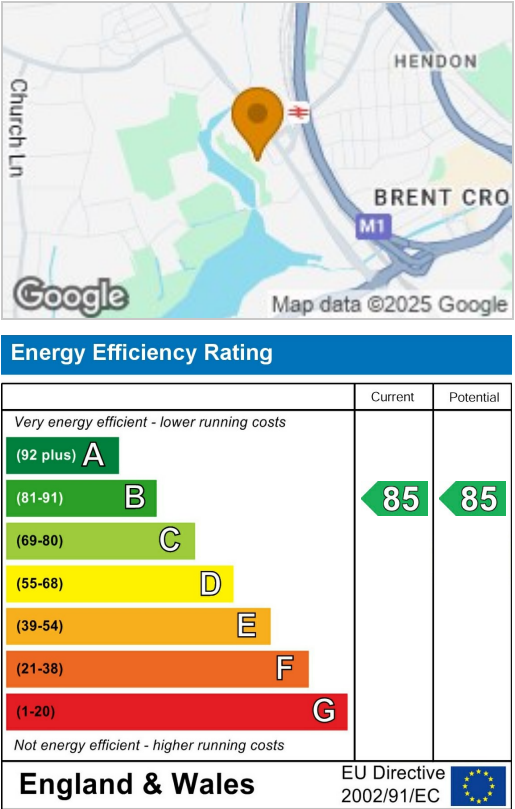 HENDON
Church Ln
BRENT CRO
M1
Google
Map data ©2025 Google
Energy Efficiency Rating
Current
Potential
Very energy efficient - lower running costs
(92 plus) A
(81-91) B
85
85
(69-80) C
(55-68) D
(39-54) E
(21-38) F
(1-20) G
Not energy efficient - higher running costs
England & Wales
EU Directive
2002/91/EC